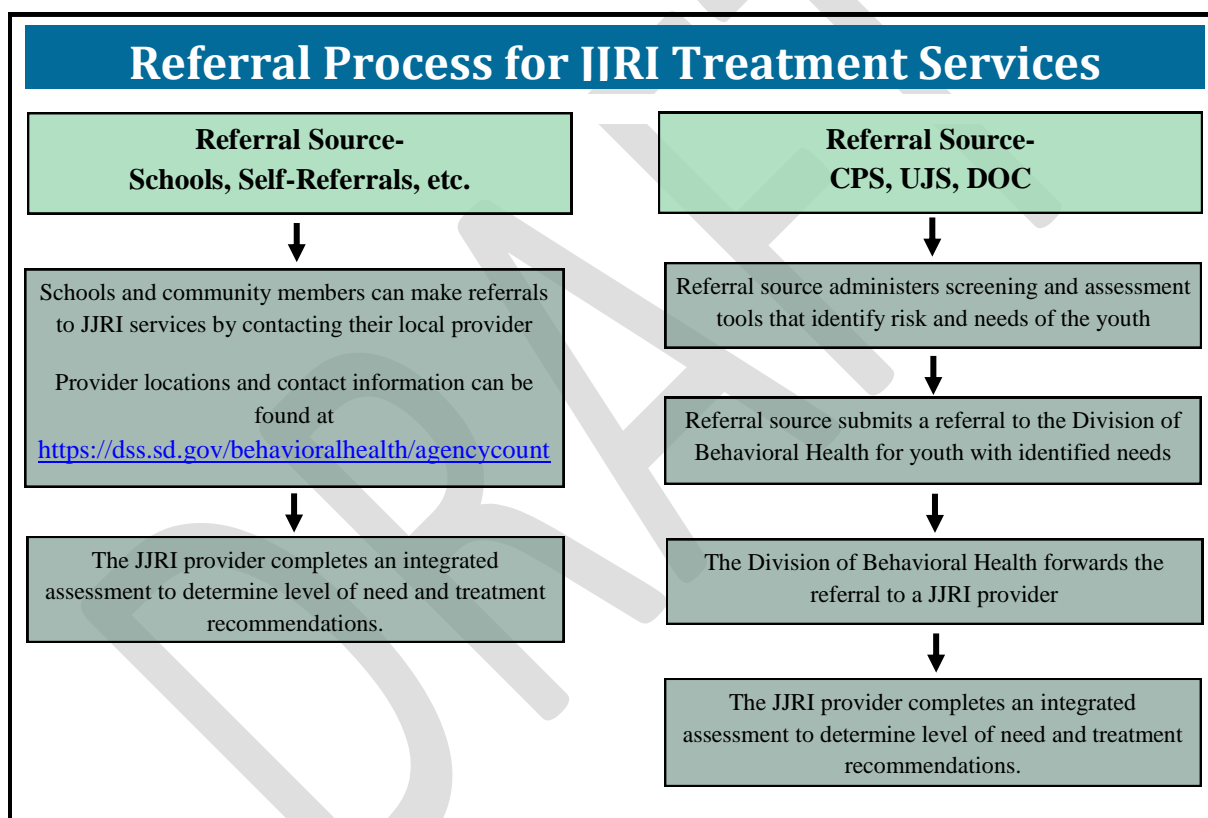 Referral Process for JJRI Treatment Services
Referral Source-
Schools, Self-Referrals, etc.
Schools and community members can make referrals
to JJRI services by contacting their local provider
Provider locations and contact information can be
found at
https://dss.sd.gov/behavioralhealth/agencycount
The JJRI provider completes an integrated
assessment to determine level of need and treatment
recommendations.
Referral Source-
CPS, UJS, DOC
Referral source administers screening and assessment
tools that identify risk and needs of the youth
Referral source submits a referral to the Division of
Behavioral Health for youth with identified needs
The Division of Behavioral Health forwards the
referral to a JJRI provider
The JJRI provider completes an integrated
assessment to determine level of need and treatment
recommendations.
DRAFT